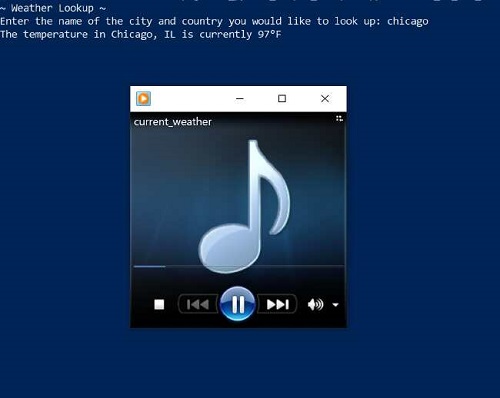 ~ Weather Lookup ~
Enter the name of the city and country you would like to look up: chicago
The temperature in Chicago, IL is currently 97°F
current_weather